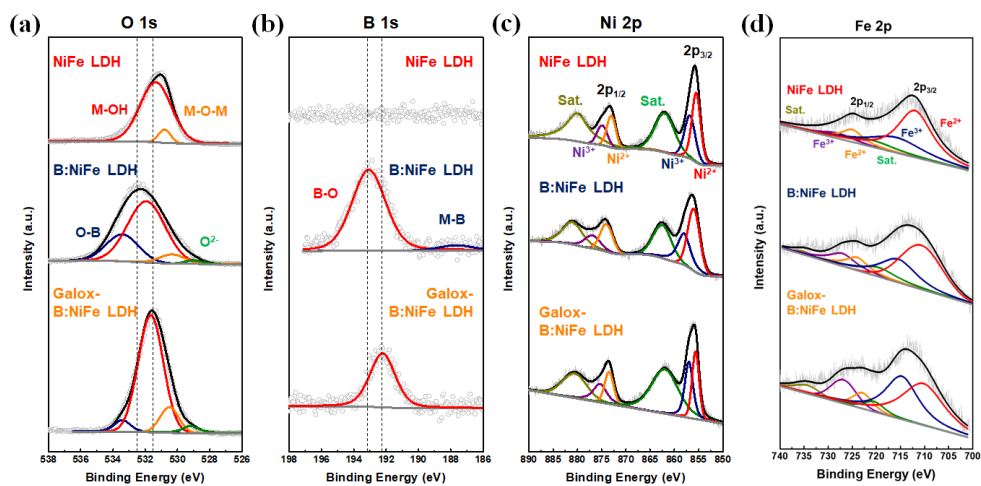 (a)
O 1s
NiFe LDH
M-OH
M-O-M
B:NiFe LDH
O-B
O²⁻
Galox-
B:NiFe LDH
Intensity (a.u.)
538 536 534 532 530 528 526
Binding Energy (eV)
(b)
B 1s
NiFe LDH
B:NiFe LDH
B-O
M-B
Galox-
B:NiFe LDH
Intensity (a.u.)
198 196 194 192 190 188 186
Binding Energy (eV)
(c)
Ni 2p
2p3/2
NiFe LDH
2p1/2
Sat.
Sat.
Ni³⁺
Ni²⁺
Ni³⁺
Ni²⁺
B:NiFe LDH
Galox-
B:NiFe LDH
Intensity (a.u.)
890 880 870 860 850
Binding Energy (eV)
(d)
Fe 2p
NiFe LDH
2p3/2
Sat.
2p1/2
Fe²⁺
Fe³⁺
Fe³⁺
Fe²⁺
Sat.
B:NiFe LDH
Galox-
B:NiFe LDH
Intensity (a.u.)
740 735 730 725 720 715 710 705 700
Binding Energy (eV)